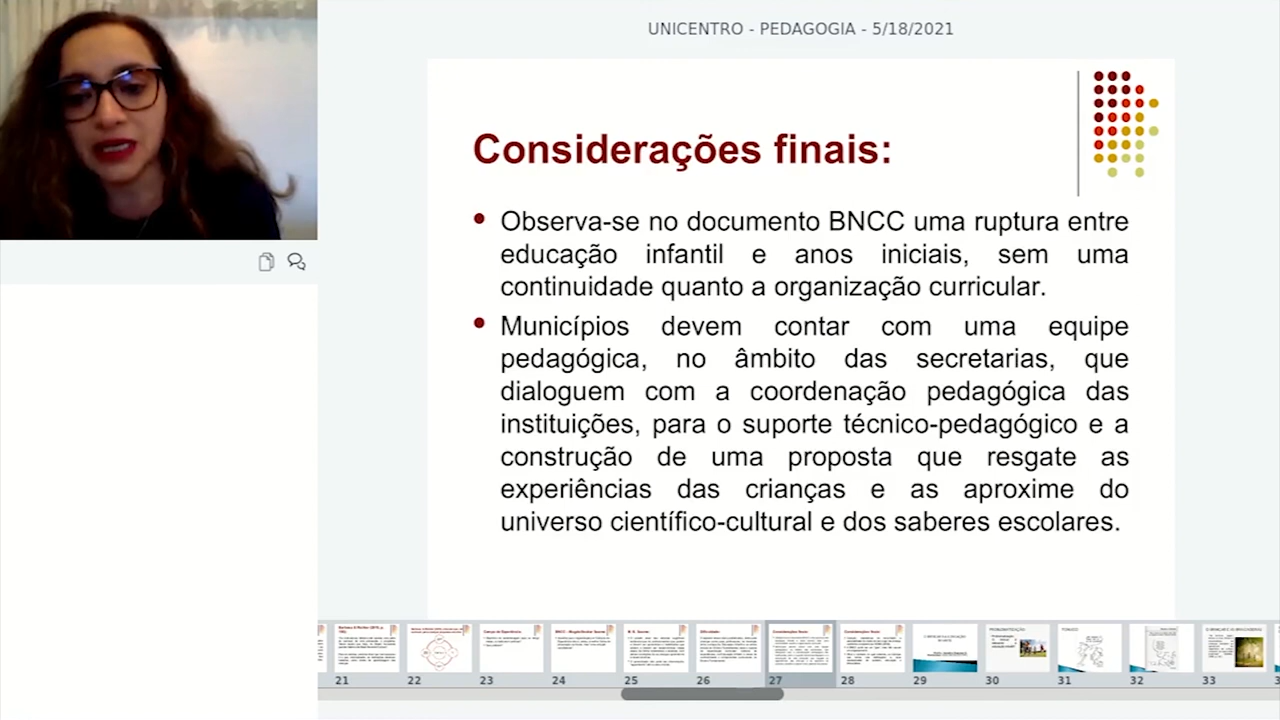 UNICENTRO - PEDAGOGIA - 5/18/2021
Considerações finais:
Observa-se no documento BNCC uma ruptura entre
educação infantil e anos iniciais, sem uma
continuidade quanto a organização curricular.
Municípios devem contar com uma equipe
pedagógica, no âmbito das secretarias, que
dialoguem com a coordenação pedagógica das
instituições, para o suporte técnico-pedagógico e a
construção de uma proposta que resgate as
experiências das crianças e as aproxime do
universo científico-cultural e dos saberes escolares.
21 22 23 24 25 26 27 28 29 30 31 32 33